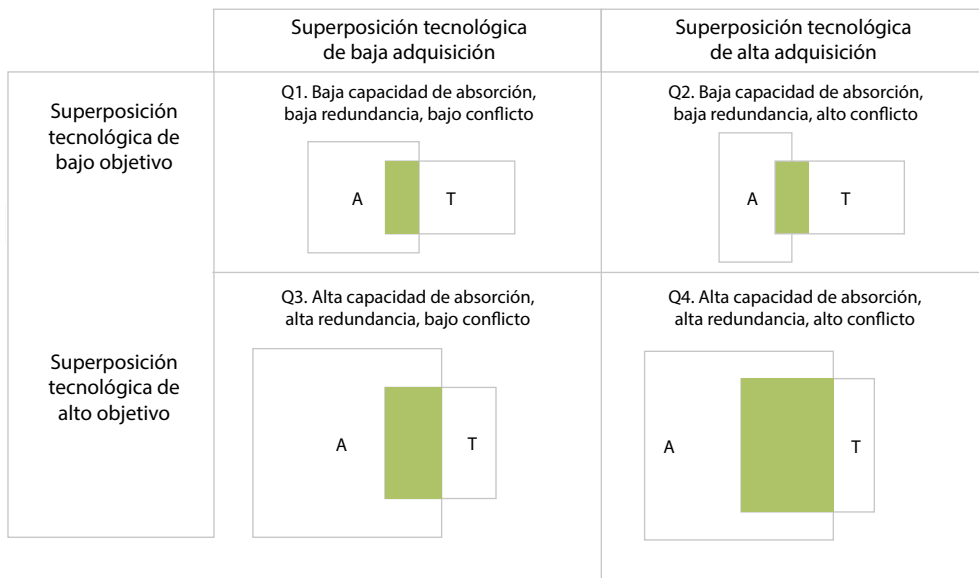 Superposición tecnológica
de baja adquisición
Superposición tecnológica
de alta adquisición
Superposición
tecnológica de
bajo objetivo
Q1. Baja capacidad de absorción,
baja redundancia, bajo conflicto
A
T
Q2. Baja capacidad de absorción,
baja redundancia, alto conflicto
A
T
Superposición
tecnológica de
alto objetivo
Q3. Alta capacidad de absorción,
alta redundancia, bajo conflicto
A
T
Q4. Alta capacidad de absorción,
alta redundancia, alto conflicto
A
T